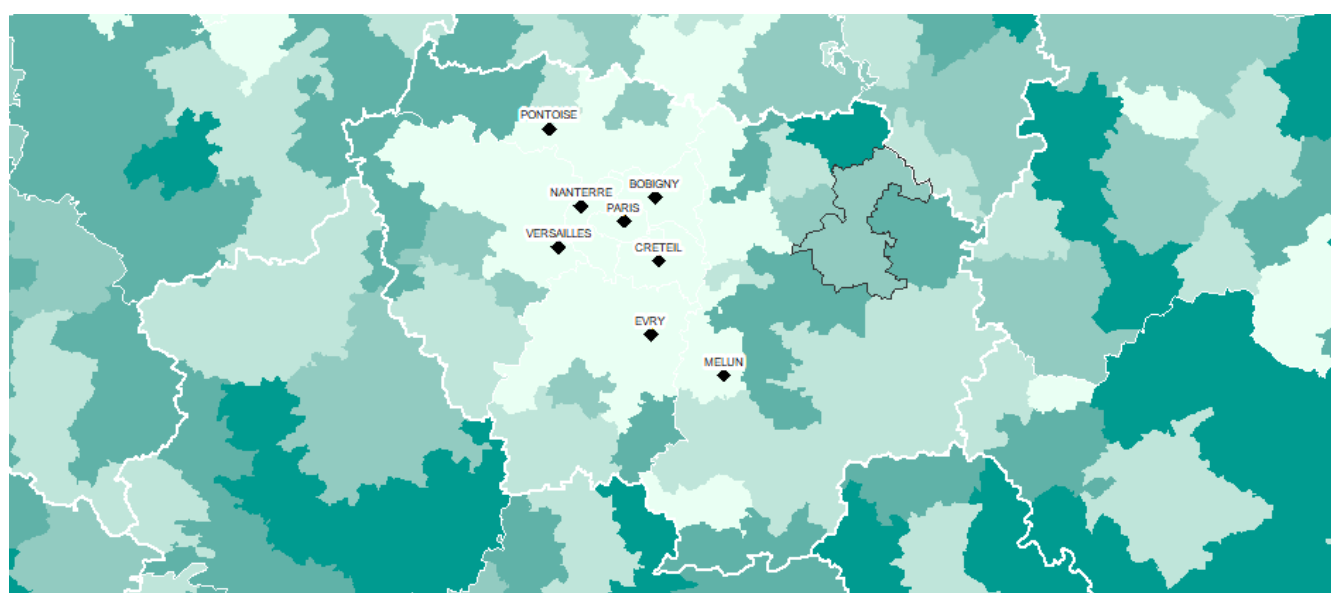 PONTOISE
BOBIGNY
NANTERRE
PARIS
VERSAILLES
CRETEIL
EVRY
MELUN